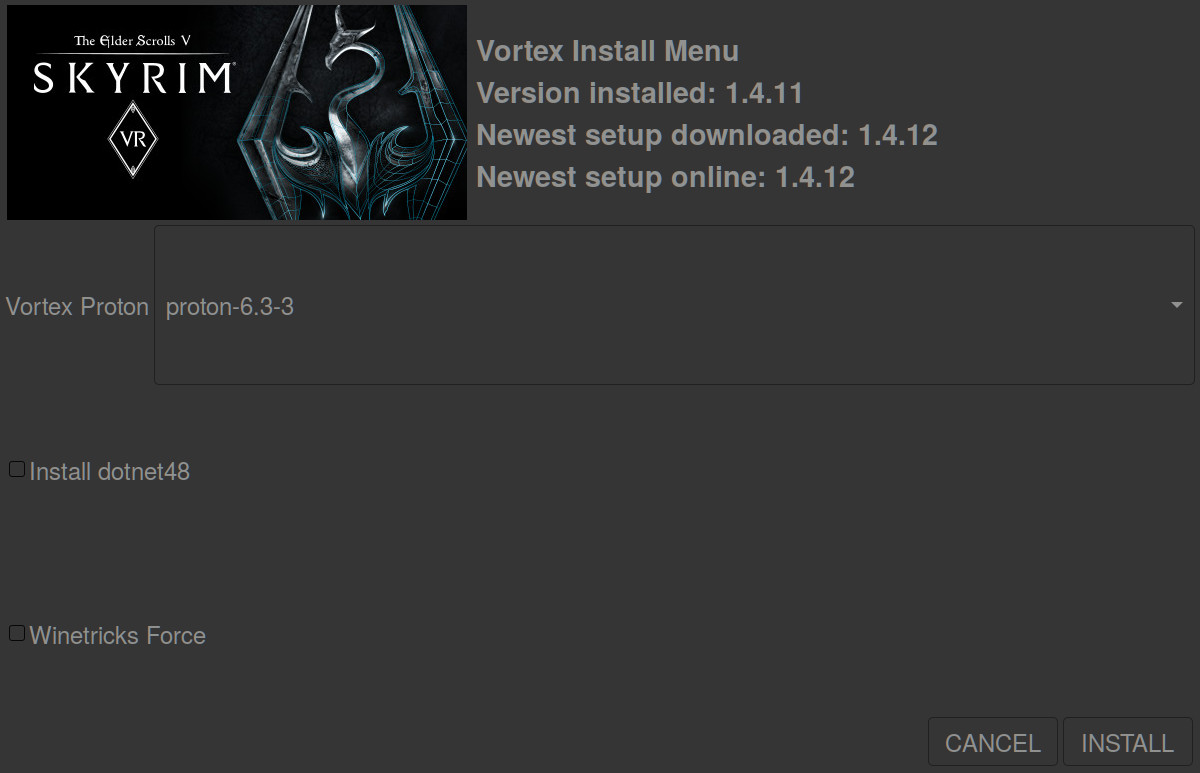 The Elder Scrolls V
SKYRIM
VR
Vortex Install Menu
Version installed: 1.4.11
Newest setup downloaded: 1.4.12
Newest setup online: 1.4.12
Vortex Proton proton-6.3-3
Install dotnet48
Winetricks Force
CANCEL INSTALL